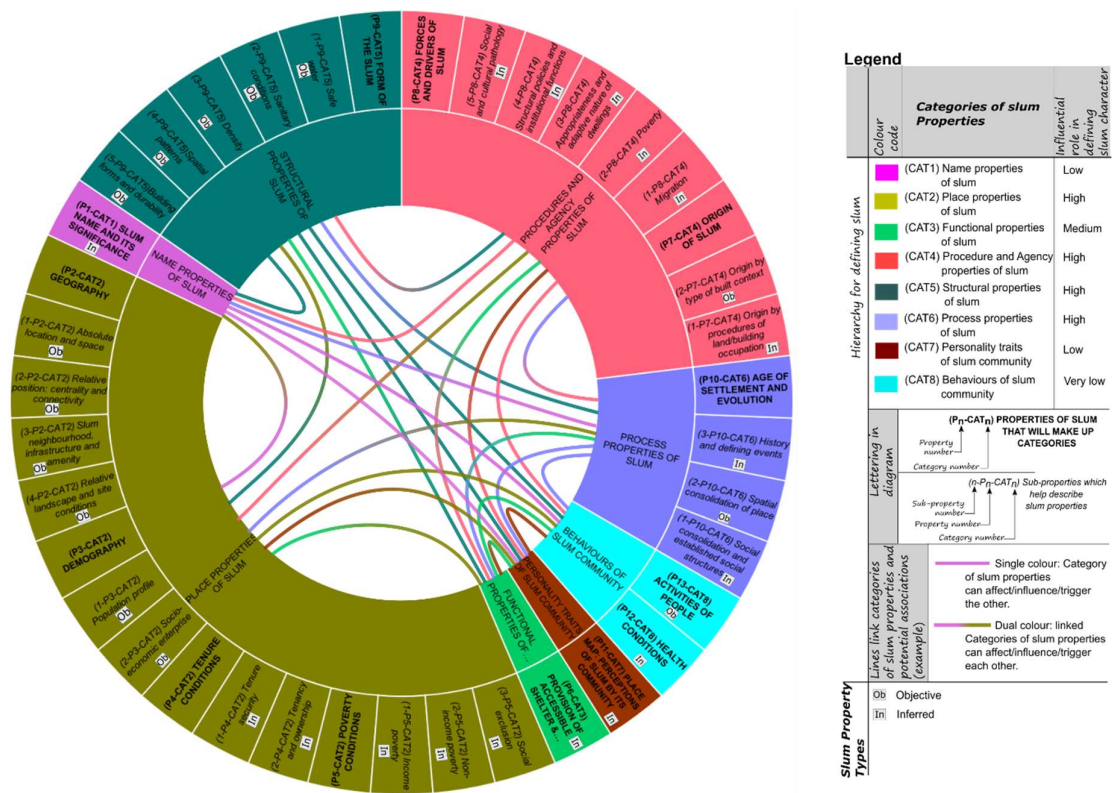 (P8-CAT4) FORCES
AND DRIVERS OF
SLUM
(5-P8-CAT4) Social
and cultural pathology
In
(4-P8-CAT4)
Structural policies and
institutional functions
In
(3-P8-CAT4)
Appropriateness and
adaptive nature of
dwellings
In
(2-P8-CAT4) Poverty
In
(1-P8-CAT4)
Migration
In
(P7-CAT4) ORIGIN
OF SLUM
(2-P7-CAT4) Origin by
type of built context
Ob
(1-P7-CAT4) Origin by
procedures of
land/building
occupation
In
PROCEDURES AND
AGENCY
PROPERTIES OF
SLUM
(P10-CAT6) AGE OF
SETTLEMENT AND
EVOLUTION
(3-P10-CAT6) History
and defining events
In
(2-P10-CAT6) Spatial
consolidation of place
Ob
(1-P10-CAT6) Social
consolidation and
established social
structures
In
PROCESS
PROPERTIES OF
SLUM
(P13-CAT8)
ACTIVITIES OF
PEOPLE
Ob
(P12-CAT8) HEALTH
CONDITIONS
In
BEHAVIOURS OF
SLUM COMMUNITY
(P11-CAT7) PLACE
MAP: PERCEPTIONS
OF SLUM BY ITS
COMMUNITY
In
PERSONALITY TRAITS
OF SLUM COMMUNITY
(P6-CAT3)
PROVISION OF
ACCESSIBLE
SHELTER &...
In
FUNCTIONAL
PROPERTIES OF...
(3-P5-CAT2) Social
exclusion
In
(2-P5-CAT2) Non-
income poverty
In
(1-P5-CAT2) Income
poverty
In
(P5-CAT2) POVERTY
CONDITIONS
(2-P4-CAT2) Tenancy
and ownership
In
(1-P4-CAT2) Tenure
security
In
(P4-CAT2) TENURE
CONDITIONS
(2-P3-CAT2) Socio-
economic enterprise
Ob
(1-P3-CAT2)
Population profile
Ob
(P3-CAT2)
DEMOGRAPHY
(4-P2-CAT2) Relative
landscape and site
conditions
Ob
(3-P2-CAT2) Slum
neighbourhood,
infrastructure and
amenity
Ob
(2-P2-CAT2) Relative
position: centrality and
connectivity
Ob
(1-P2-CAT2) Absolute
location and space
Ob
(P2-CAT2)
GEOGRAPHY
PLACE PROPERTIES
OF SLUM
(P1-CAT1) SLUM
NAME AND ITS
SIGNIFICANCE
In
NAME PROPERTIES
OF SLUM
(5-P9-CAT5)Building
forms and durability
Ob
(4-P9-CAT5)Spatial
patterns
Ob
(3-P9-CAT5) Density
Ob
(2-P9-CAT5) Sanitary
conditions
Ob
(1-P9-CAT5) Safe
water
Ob
(P9-CAT5) FORM OF
THE SLUM
STRUCTURAL
PROPERTIES OF
SLUM
Legend
Hierarchy for defining slum
Colour
code
Categories of slum
Properties
Influential
role in
defining
slum character
(CAT1) Name properties
of slum
Low
(CAT2) Place properties
of slum
High
(CAT3) Functional properties
of slum
Medium
(CAT4) Procedure and Agency
properties of slum
High
(CAT5) Structural properties
of slum
High
(CAT6) Process properties
of slum
High
(CAT7) Personality traits
of slum community
Low
(CAT8) Behaviours of slum
community
Very low
Lettering in
diagram
(Pn-CATn) PROPERTIES OF SLUM
THAT WILL MAKE UP
CATEGORIES
Property
number
Category number
(n-Pn-CATn) Sub-properties which
help describe
slum properties
Sub-property
number
Property number
Category number
Lines link categories
of slum properties and
potential associations
(example)
Single colour: Category
of slum properties
can affect/influence/trigger
the other.
Dual colour: linked
Categories of slum properties
can affect/influence/trigger
each other.
Slum Property
Types
Ob Objective
In Inferred